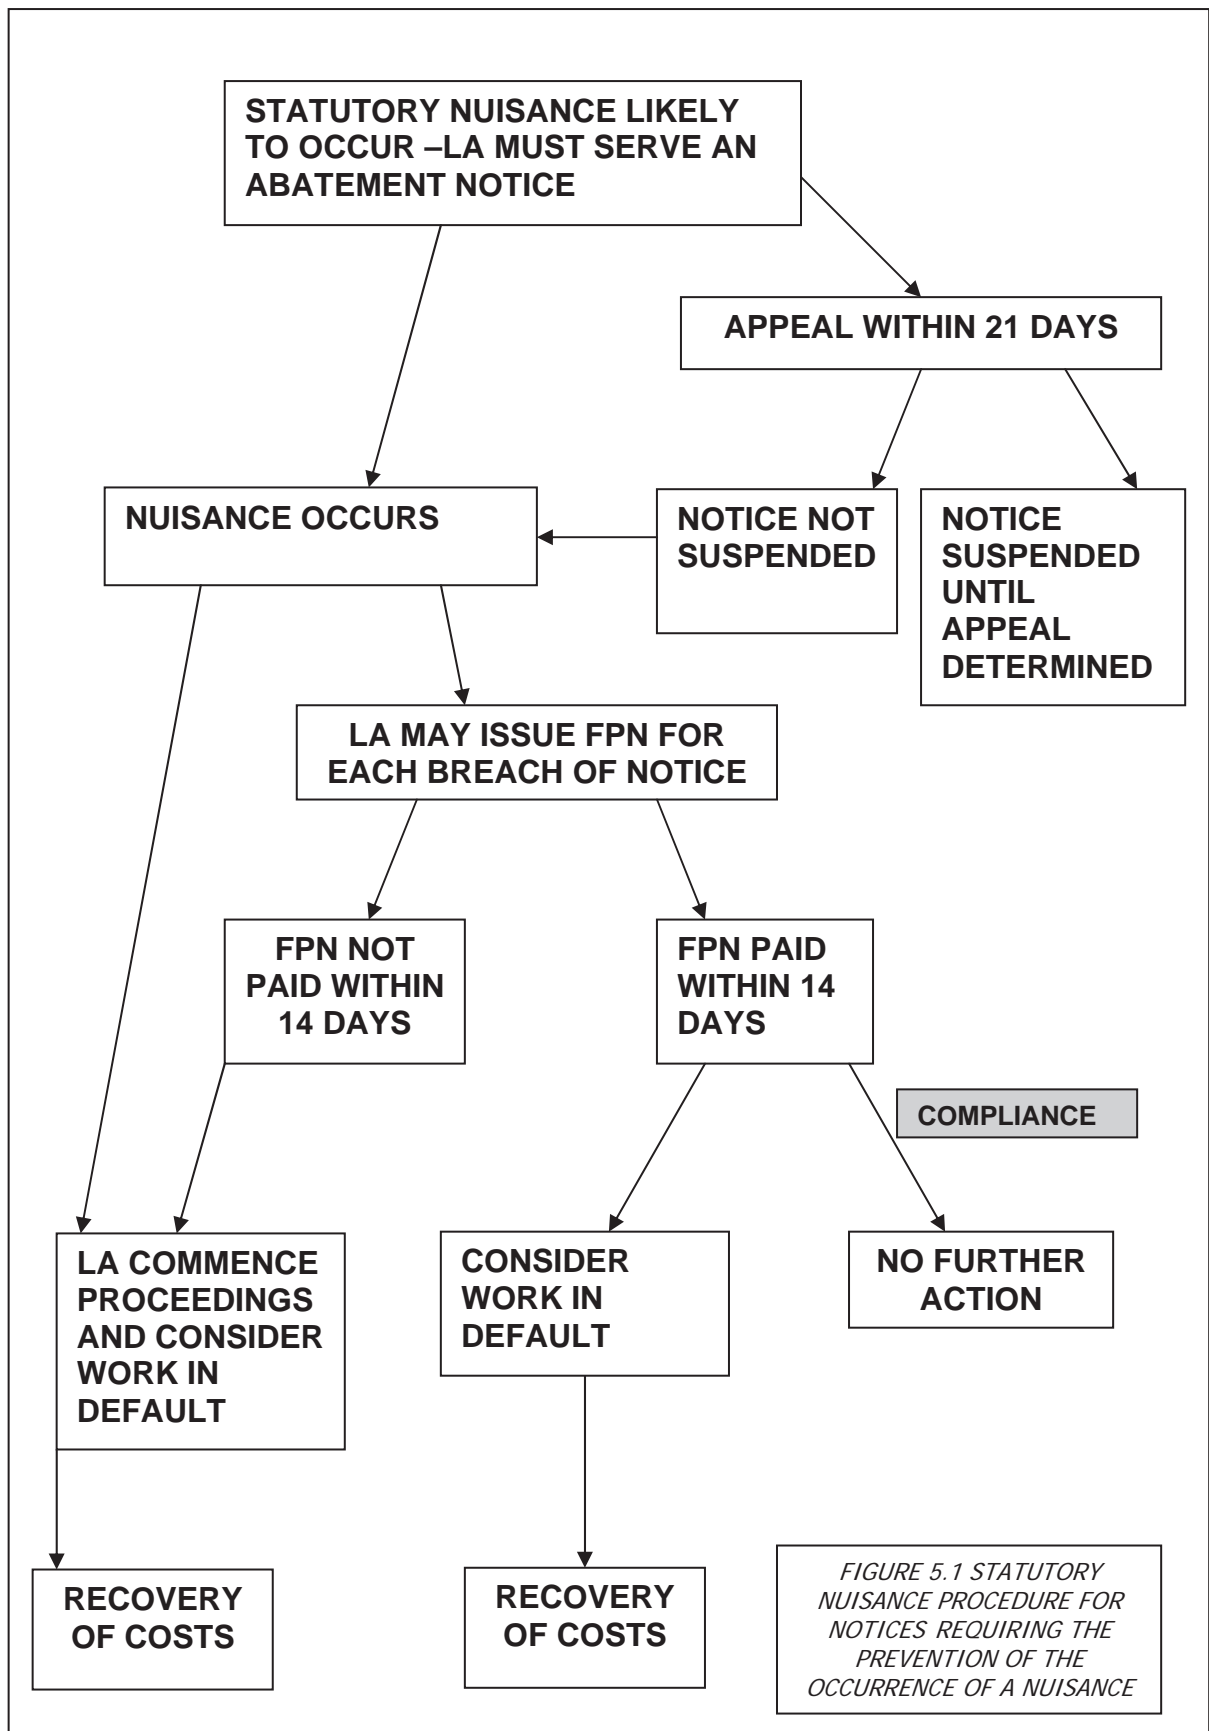 STATUTORY NUISANCE LIKELY
TO OCCUR –LA MUST SERVE AN
ABATEMENT NOTICE
APPEAL WITHIN 21 DAYS
NUISANCE OCCURS
NOTICE NOT
SUSPENDED
NOTICE
SUSPENDED
UNTIL
APPEAL
DETERMINED
LA MAY ISSUE FPN FOR
EACH BREACH OF NOTICE
FPN NOT
PAID WITHIN
14 DAYS
FPN PAID
WITHIN 14
DAYS
COMPLIANCE
LA COMMENCE
PROCEEDINGS
AND CONSIDER
WORK IN
DEFAULT
CONSIDER
WORK IN
DEFAULT
NO FURTHER
ACTION
RECOVERY
OF COSTS
RECOVERY
OF COSTS
FIGURE 5.1 STATUTORY
NUISANCE PROCEDURE FOR
NOTICES REQUIRING THE
PREVENTION OF THE
OCCURRENCE OF A NUISANCE